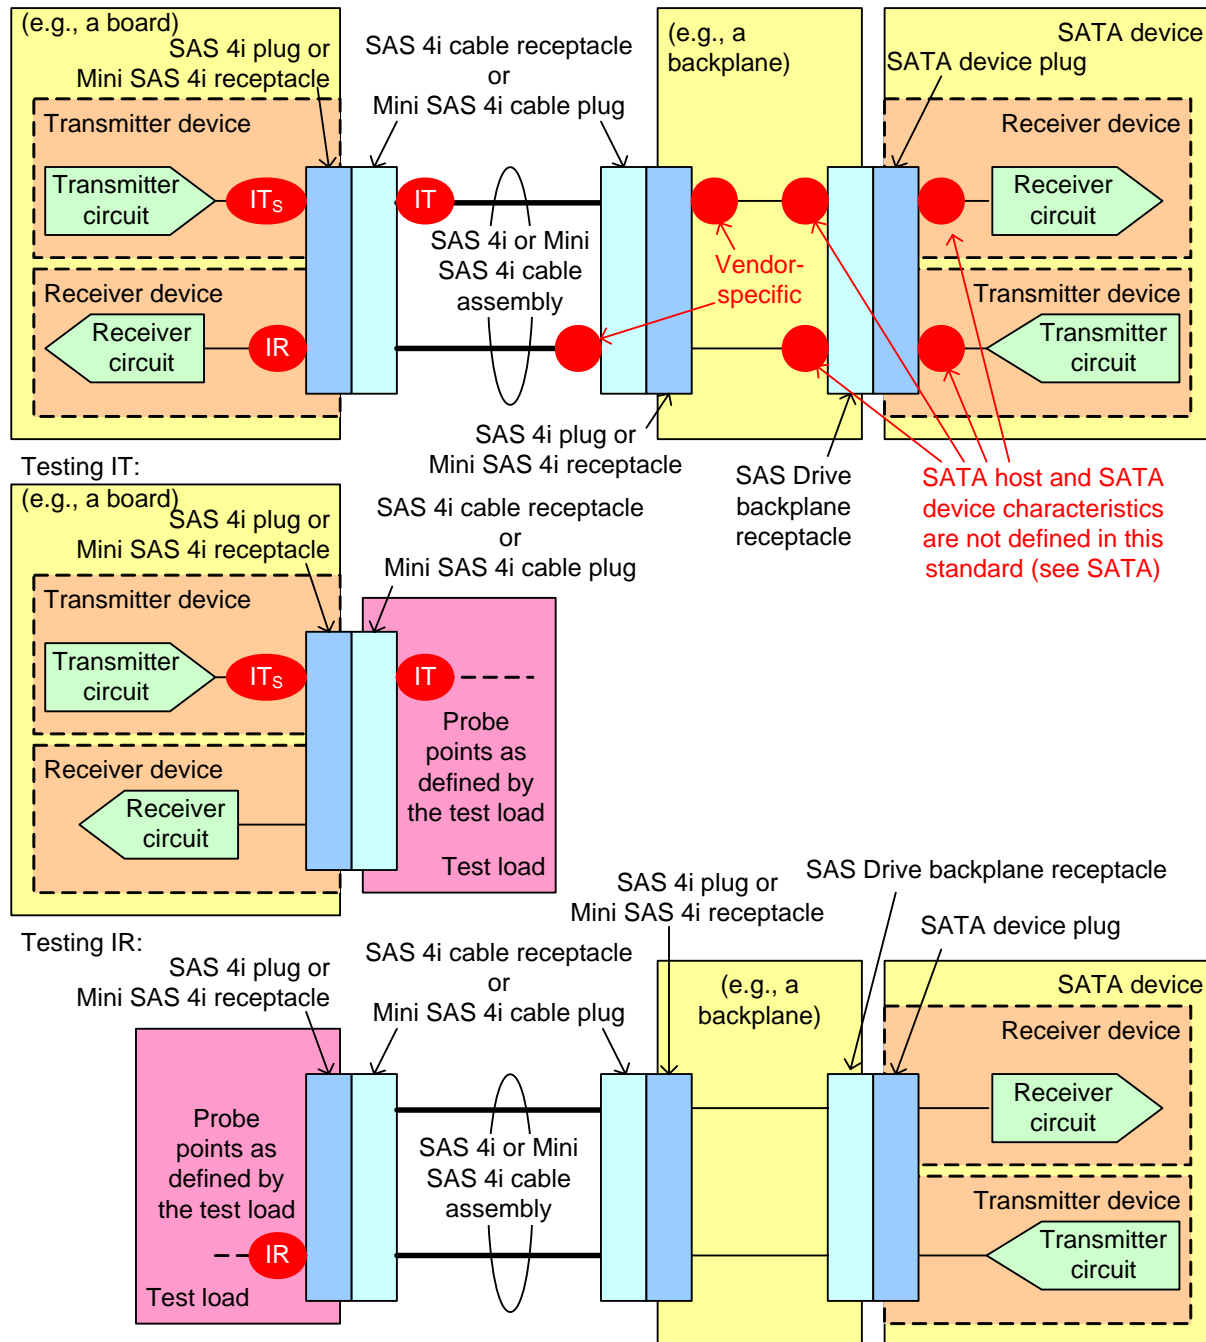 (e.g., a board)
SAS 4i plug or
Mini SAS 4i receptacle
SAS 4i cable receptacle
or
Mini SAS 4i cable plug
(e.g., a
backplane)
SATA device
SATA device plug
Transmitter device
Transmitter
circuit
ITS
IT
Receiver device
Receiver
circuit
SAS 4i or Mini
SAS 4i cable
assembly
Vendor-
specific
Receiver device
Receiver
circuit
IR
Transmitter device
Transmitter
circuit
SAS 4i plug or
Mini SAS 4i receptacle
SAS Drive
backplane
receptacle
SATA host and SATA
device characteristics
are not defined in this
standard (see SATA)
Testing IT:
(e.g., a board)
SAS 4i plug or
Mini SAS 4i receptacle
SAS 4i cable receptacle
or
Mini SAS 4i cable plug
Transmitter device
Transmitter
circuit
ITS
IT
Probe
points as
defined by
the test load
Test load
Receiver device
Receiver
circuit
Testing IR:
SAS 4i plug or
Mini SAS 4i receptacle
SAS 4i cable receptacle
or
Mini SAS 4i cable plug
SAS 4i plug or
Mini SAS 4i receptacle
SAS Drive backplane receptacle
SATA device plug
(e.g., a
backplane)
SATA device
Receiver device
Receiver
circuit
Probe
points as
defined by
the test load
IR
Test load
SAS 4i or Mini
SAS 4i cable
assembly
Transmitter device
Transmitter
circuit